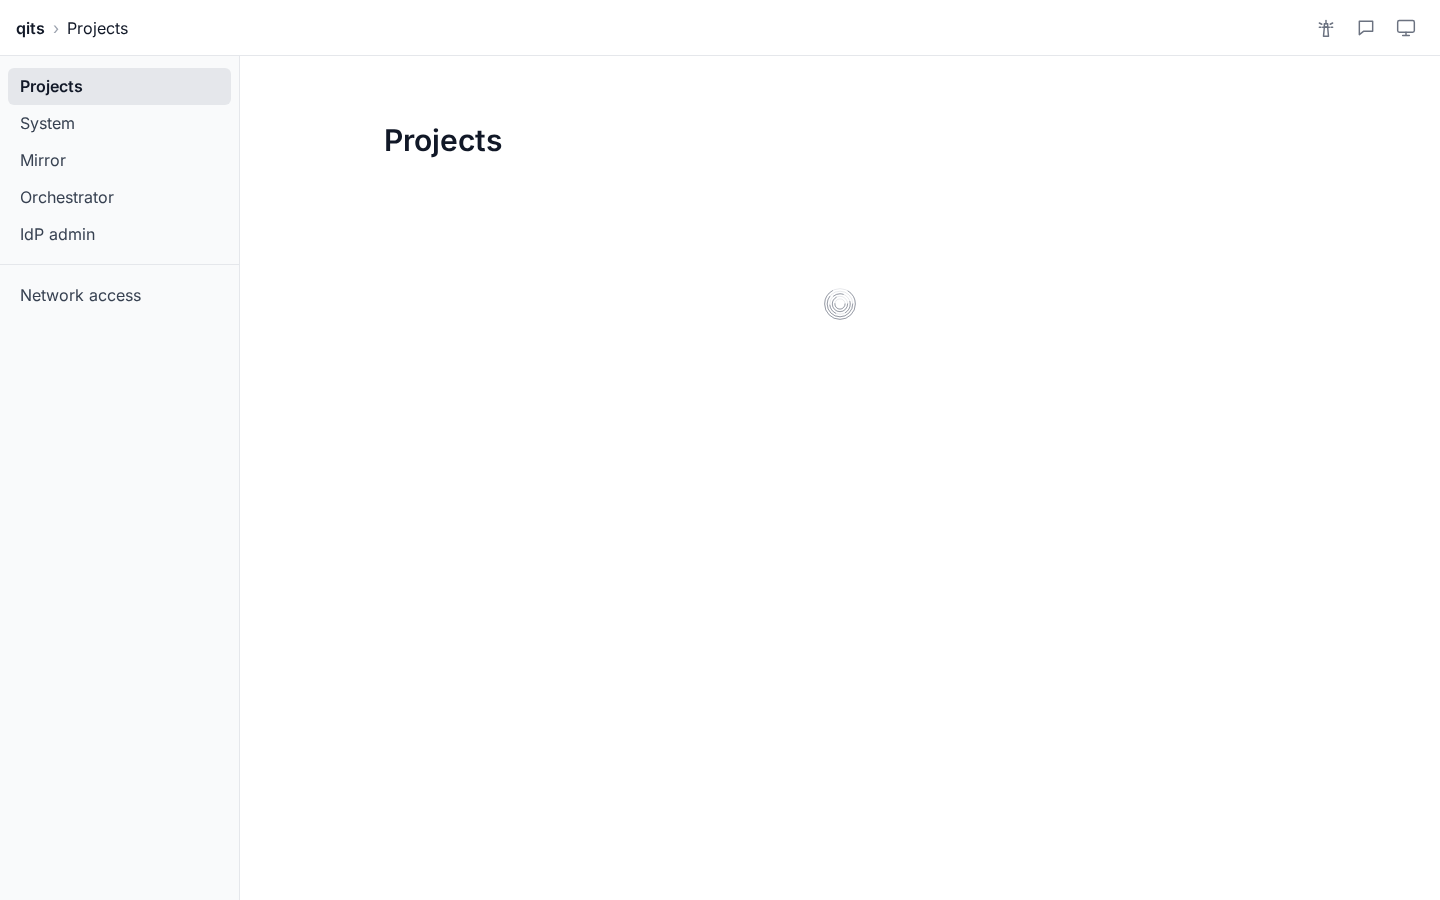 qits › Projects
Projects
System
Mirror
Orchestrator
IdP admin
Network access
Projects